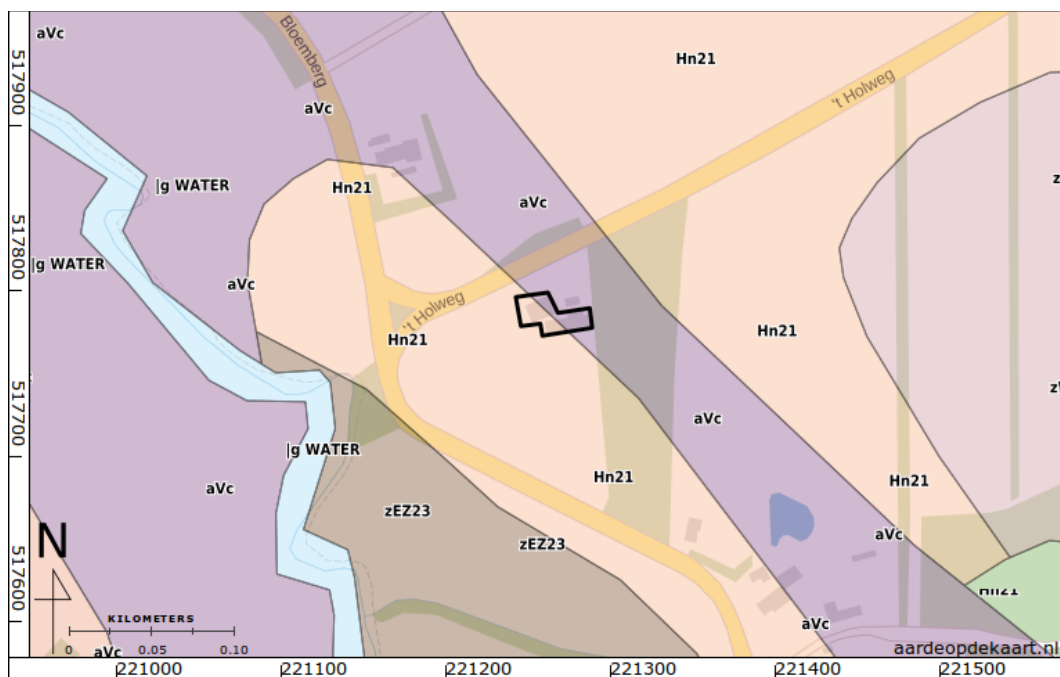 aVc
Bloemberg
Hn21
't Holweg
aVc
517900
|g WATER
Hn21
aVc
z
|g WATER
aVc
517800
't Holweg
Hn21
Hn21
z
aVc
517700
|g WATER
Hn21
Hn21
aVc
zEZ23
aVc
zEZ23
N
Hn21
517600
KILOMETERS
0 0.05 0.10
aVc
aVc
aardeopdekaart.nl
221000 221100 221200 221300 221400 221500